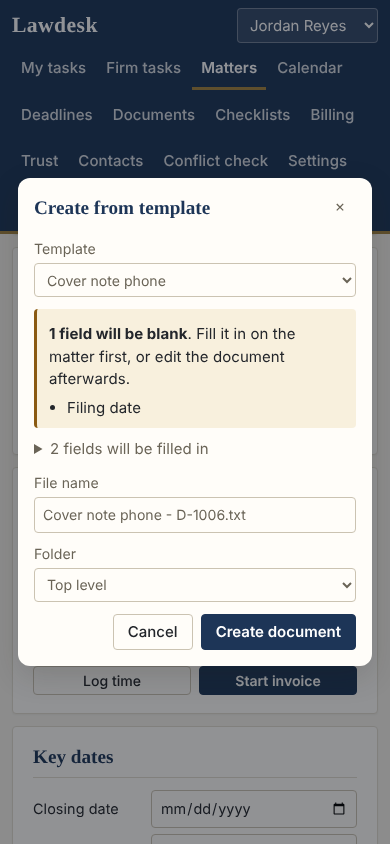 Lawdesk
Jordan Reyes
My tasks Firm tasks Matters Calendar
Deadlines Documents Checklists Billing
Trust Contacts Conflict check Settings
Create from template
×
Template
Cover note phone
1 field will be blank. Fill it in on the
matter first, or edit the document
afterwards.
• Filing date
2 fields will be filled in
File name
Cover note phone - D-1006.txt
Folder
Top level
Cancel Create document
Log time Start invoice
Key dates
Closing date mm/dd/yyyy